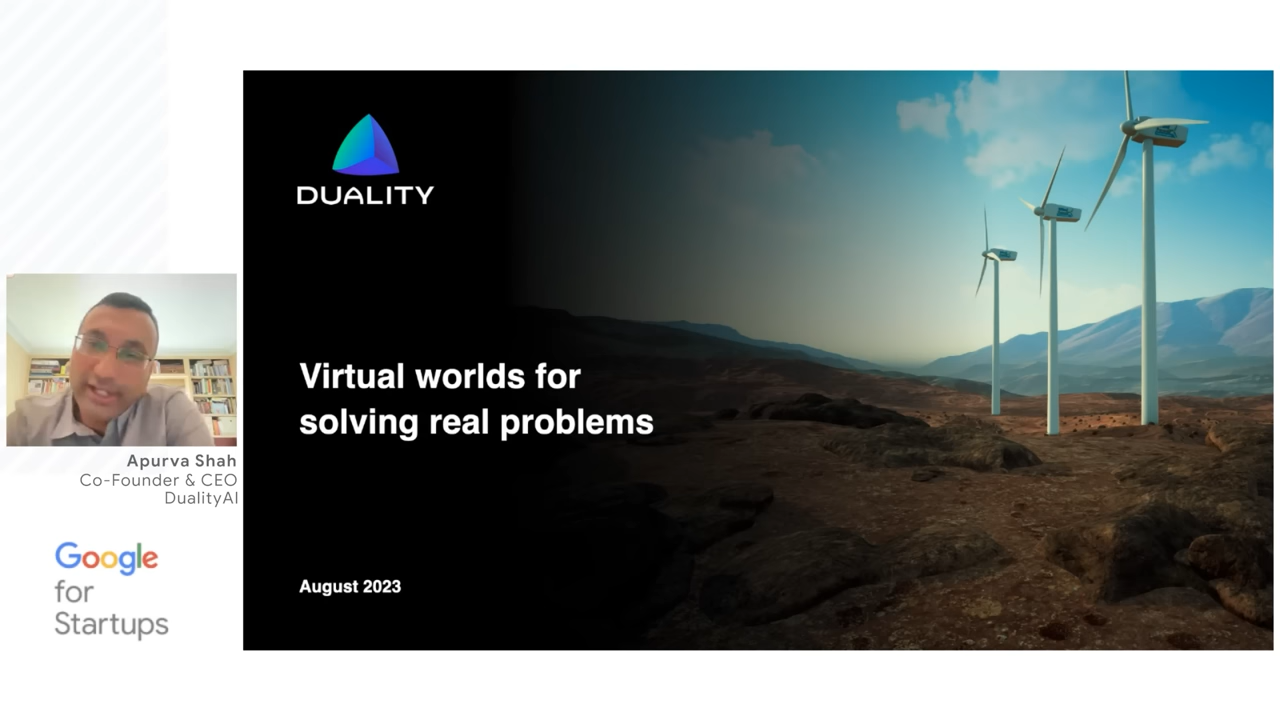 DUALITY
Virtual worlds for
solving real problems
August 2023
Apurva Shah
Co-Founder & CEO
DualityAI
Google
for
Startups